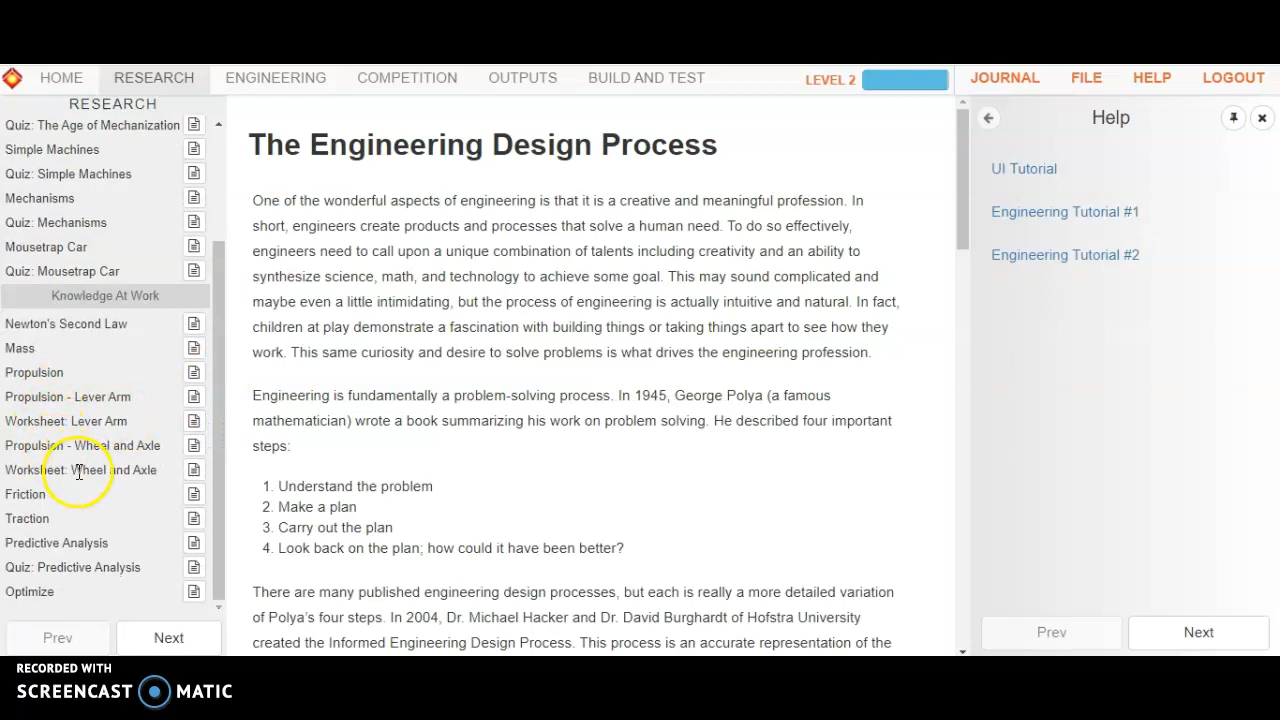 HOME RESEARCH ENGINEERING COMPETITION OUTPUTS BUILD AND TEST LEVEL 2 JOURNAL FILE HELP LOGOUT
RESEARCH
Quiz: The Age of Mechanization
Simple Machines
Quiz: Simple Machines
Mechanisms
Quiz: Mechanisms
Mousetrap Car
Quiz: Mousetrap Car
Knowledge At Work
Newton's Second Law
Mass
Propulsion
Propulsion - Lever Arm
Worksheet: Lever Arm
Propulsion - Wheel and Axle
Worksheet: Wheel and Axle
Friction
Traction
Predictive Analysis
Quiz: Predictive Analysis
Optimize
Prev Next
The Engineering Design Process
One of the wonderful aspects of engineering is that it is a creative and meaningful profession. In
short, engineers create products and processes that solve a human need. To do so effectively,
engineers need to call upon a unique combination of talents including creativity and an ability to
synthesize science, math, and technology to achieve some goal. This may sound complicated and
maybe even a little intimidating, but the process of engineering is actually intuitive and natural. In fact,
children at play demonstrate a fascination with building things or taking things apart to see how they
work. This same curiosity and desire to solve problems is what drives the engineering profession.
Engineering is fundamentally a problem-solving process. In 1945, George Polya (a famous
mathematician) wrote a book summarizing his work on problem solving. He described four important
steps:
1. Understand the problem
2. Make a plan
3. Carry out the plan
4. Look back on the plan; how could it have been better?
There are many published engineering design processes, but each is really a more detailed variation
of Polya's four steps. In 2004, Dr. Michael Hacker and Dr. David Burghardt of Hofstra University
created the Informed Engineering Design Process. This process is an accurate representation of the
Help
UI Tutorial
Engineering Tutorial #1
Engineering Tutorial #2
Prev Next
RECORDED WITH
SCREENCAST MATIC